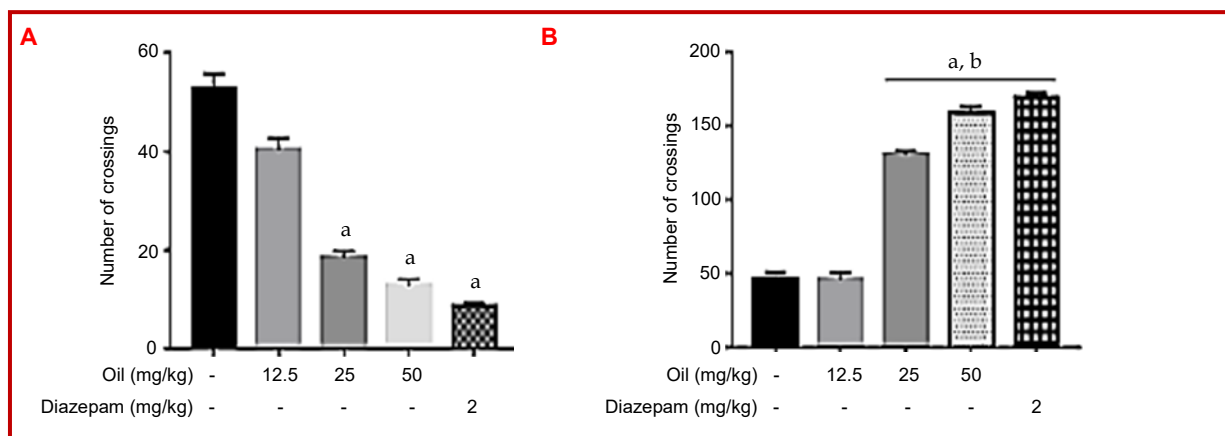 A
60
40
20
0
Number of crossings
a
a
a
Oil (mg/kg) - 12.5 25 50
Diazepam (mg/kg) - - - - 2
B
200
150
100
50
0
Number of crossings
a, b
Oil (mg/kg) - 12.5 25 50
Diazepam (mg/kg) - - - - 2